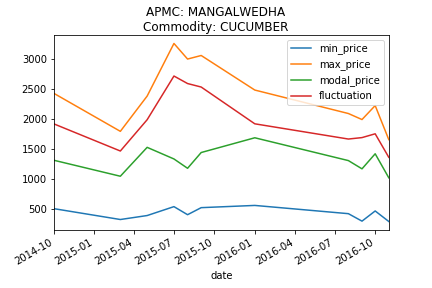 APMC: MANGALWEDHA
Commodity: CUCUMBER
min_price
max_price
modal_price
fluctuation
3000
2500
2000
1500
1000
500
2014-10
2015-01
2015-04
2015-07
2015-10
2016-01
2016-04
2016-07
2016-10
date